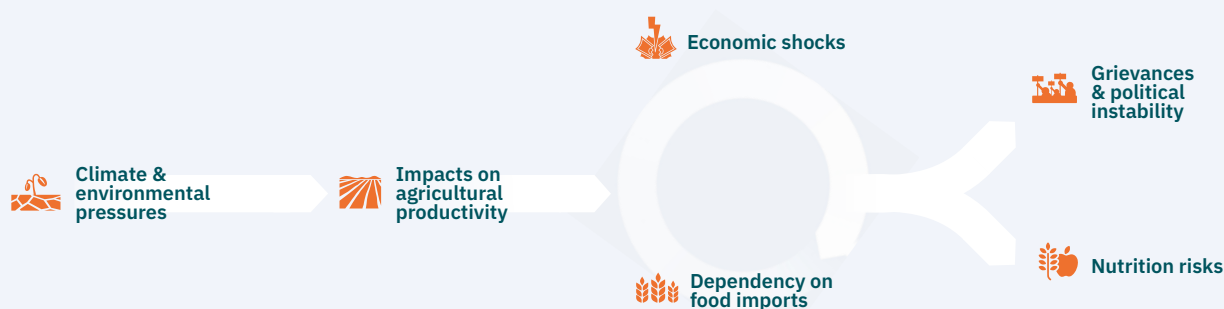 Climate &
environmental
pressures
Impacts on
agricultural
productivity
Economic shocks
Dependency on
food imports
Grievances
& political
instability
Nutrition risks